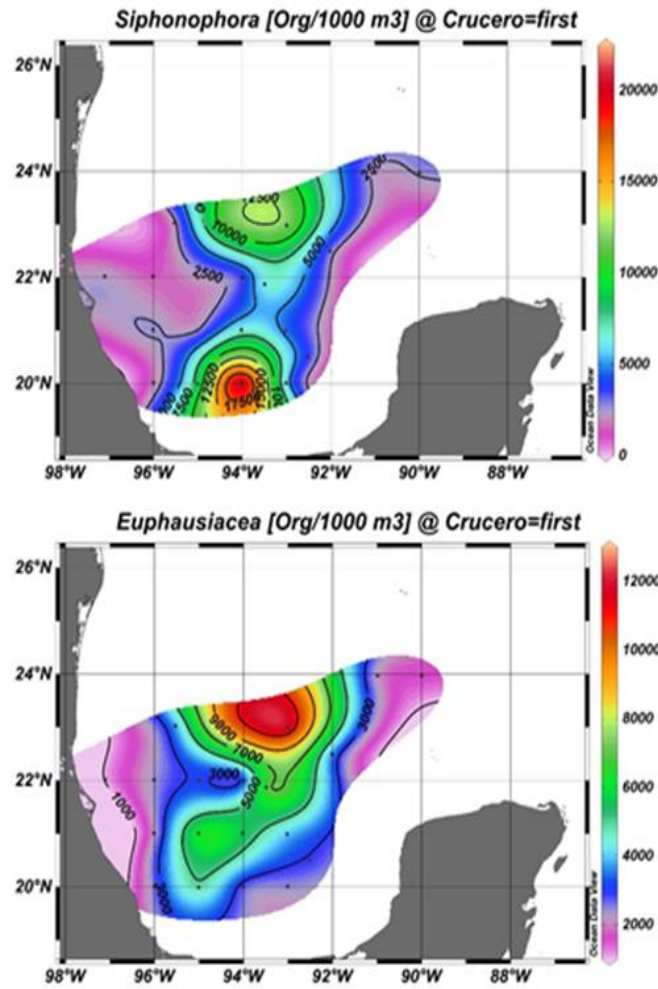 Siphonophora [Org/1000 m3] @ Crucero=first
26°N
24°N
22°N
20°N
98°W 96°W 94°W 92°W 90°W 88°W
2500
10000
5000
2500
20000
15000
10000
5000
0
Ocean Data View
Euphausiacea [Org/1000 m3] @ Crucero=first
26°N
24°N
22°N
20°N
98°W 96°W 94°W 92°W 90°W 88°W
9000
7000
3000
3000
5000
1000
3000
12000
10000
8000
6000
4000
2000
Ocean Data View